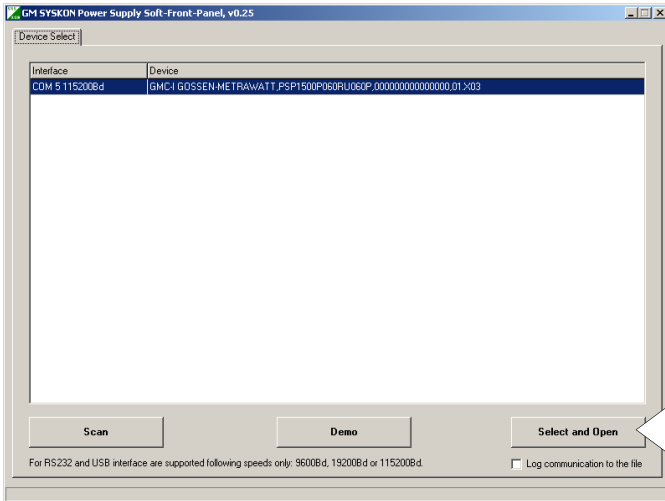 GM SYSKON Power Supply Soft-Front-Panel, v0.25
Device Select
Interface Device
COM 5 115200Bd GMC-I GOSSEN-METRAWATT,PSP1500P060RU060P,000000000000000,01.X03
Scan Demo Select and Open
For RS232 and USB interface are supported following speeds only: 9600Bd, 19200Bd or 115200Bd. Log communication to the file